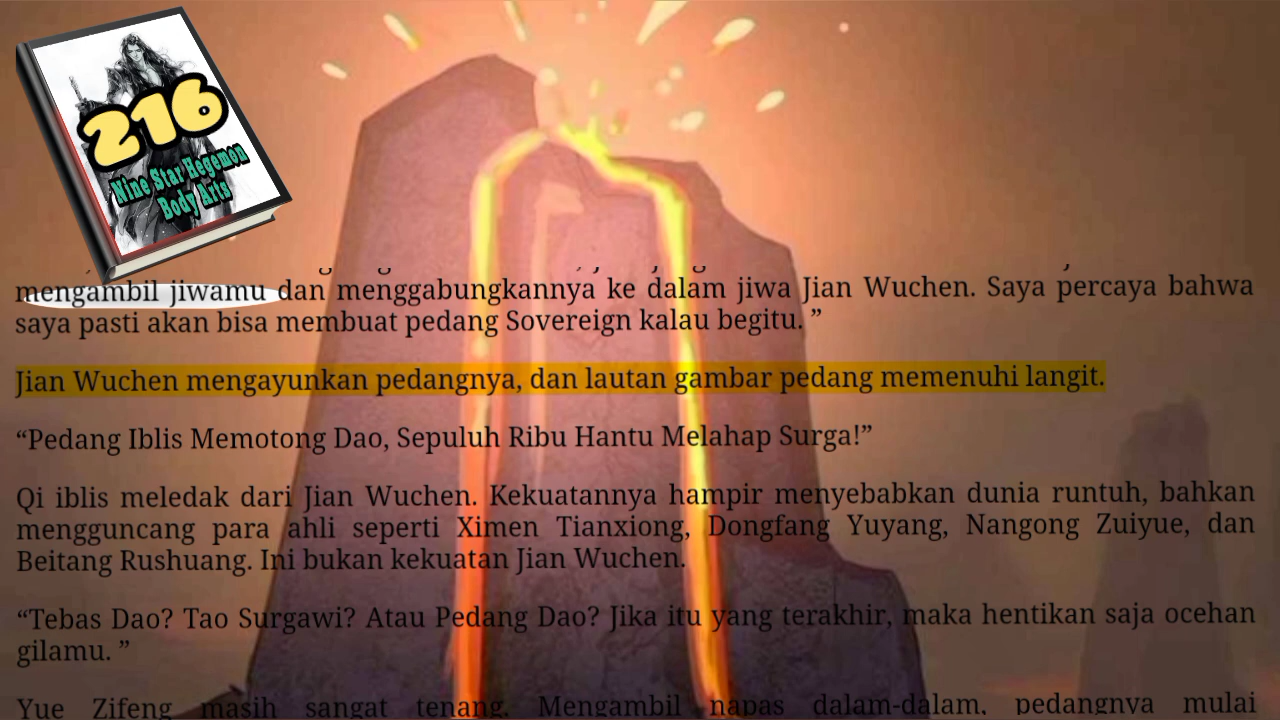 216
Nine Star Hegemon
Body Arts
mengambil jiwamu dan menggabungkannya ke dalam jiwa Jian Wuchen. Saya percaya bahwa
saya pasti akan bisa membuat pedang Sovereign kalau begitu. ”
Jian Wuchen mengayunkan pedangnya, dan lautan gambar pedang memenuhi langit.
“Pedang Iblis Memotong Dao, Sepuluh Ribu Hantu Melahap Surga!”
Qi iblis meledak dari Jian Wuchen. Kekuatannya hampir menyebabkan dunia runtuh, bahkan
mengguncang para ahli seperti Ximen Tianxiong, Dongfang Yuyang, Nangong Zuiyue, dan
Beitang Rushuang. Ini bukan kekuatan Jian Wuchen.
“Tebas Dao? Tao Surgawi? Atau Pedang Dao? Jika itu yang terakhir, maka hentikan saja ocehan
gilamu. ”
Yue Zifeng masih sangat tenang. Mengambil napas dalam-dalam, pedangnya mulai